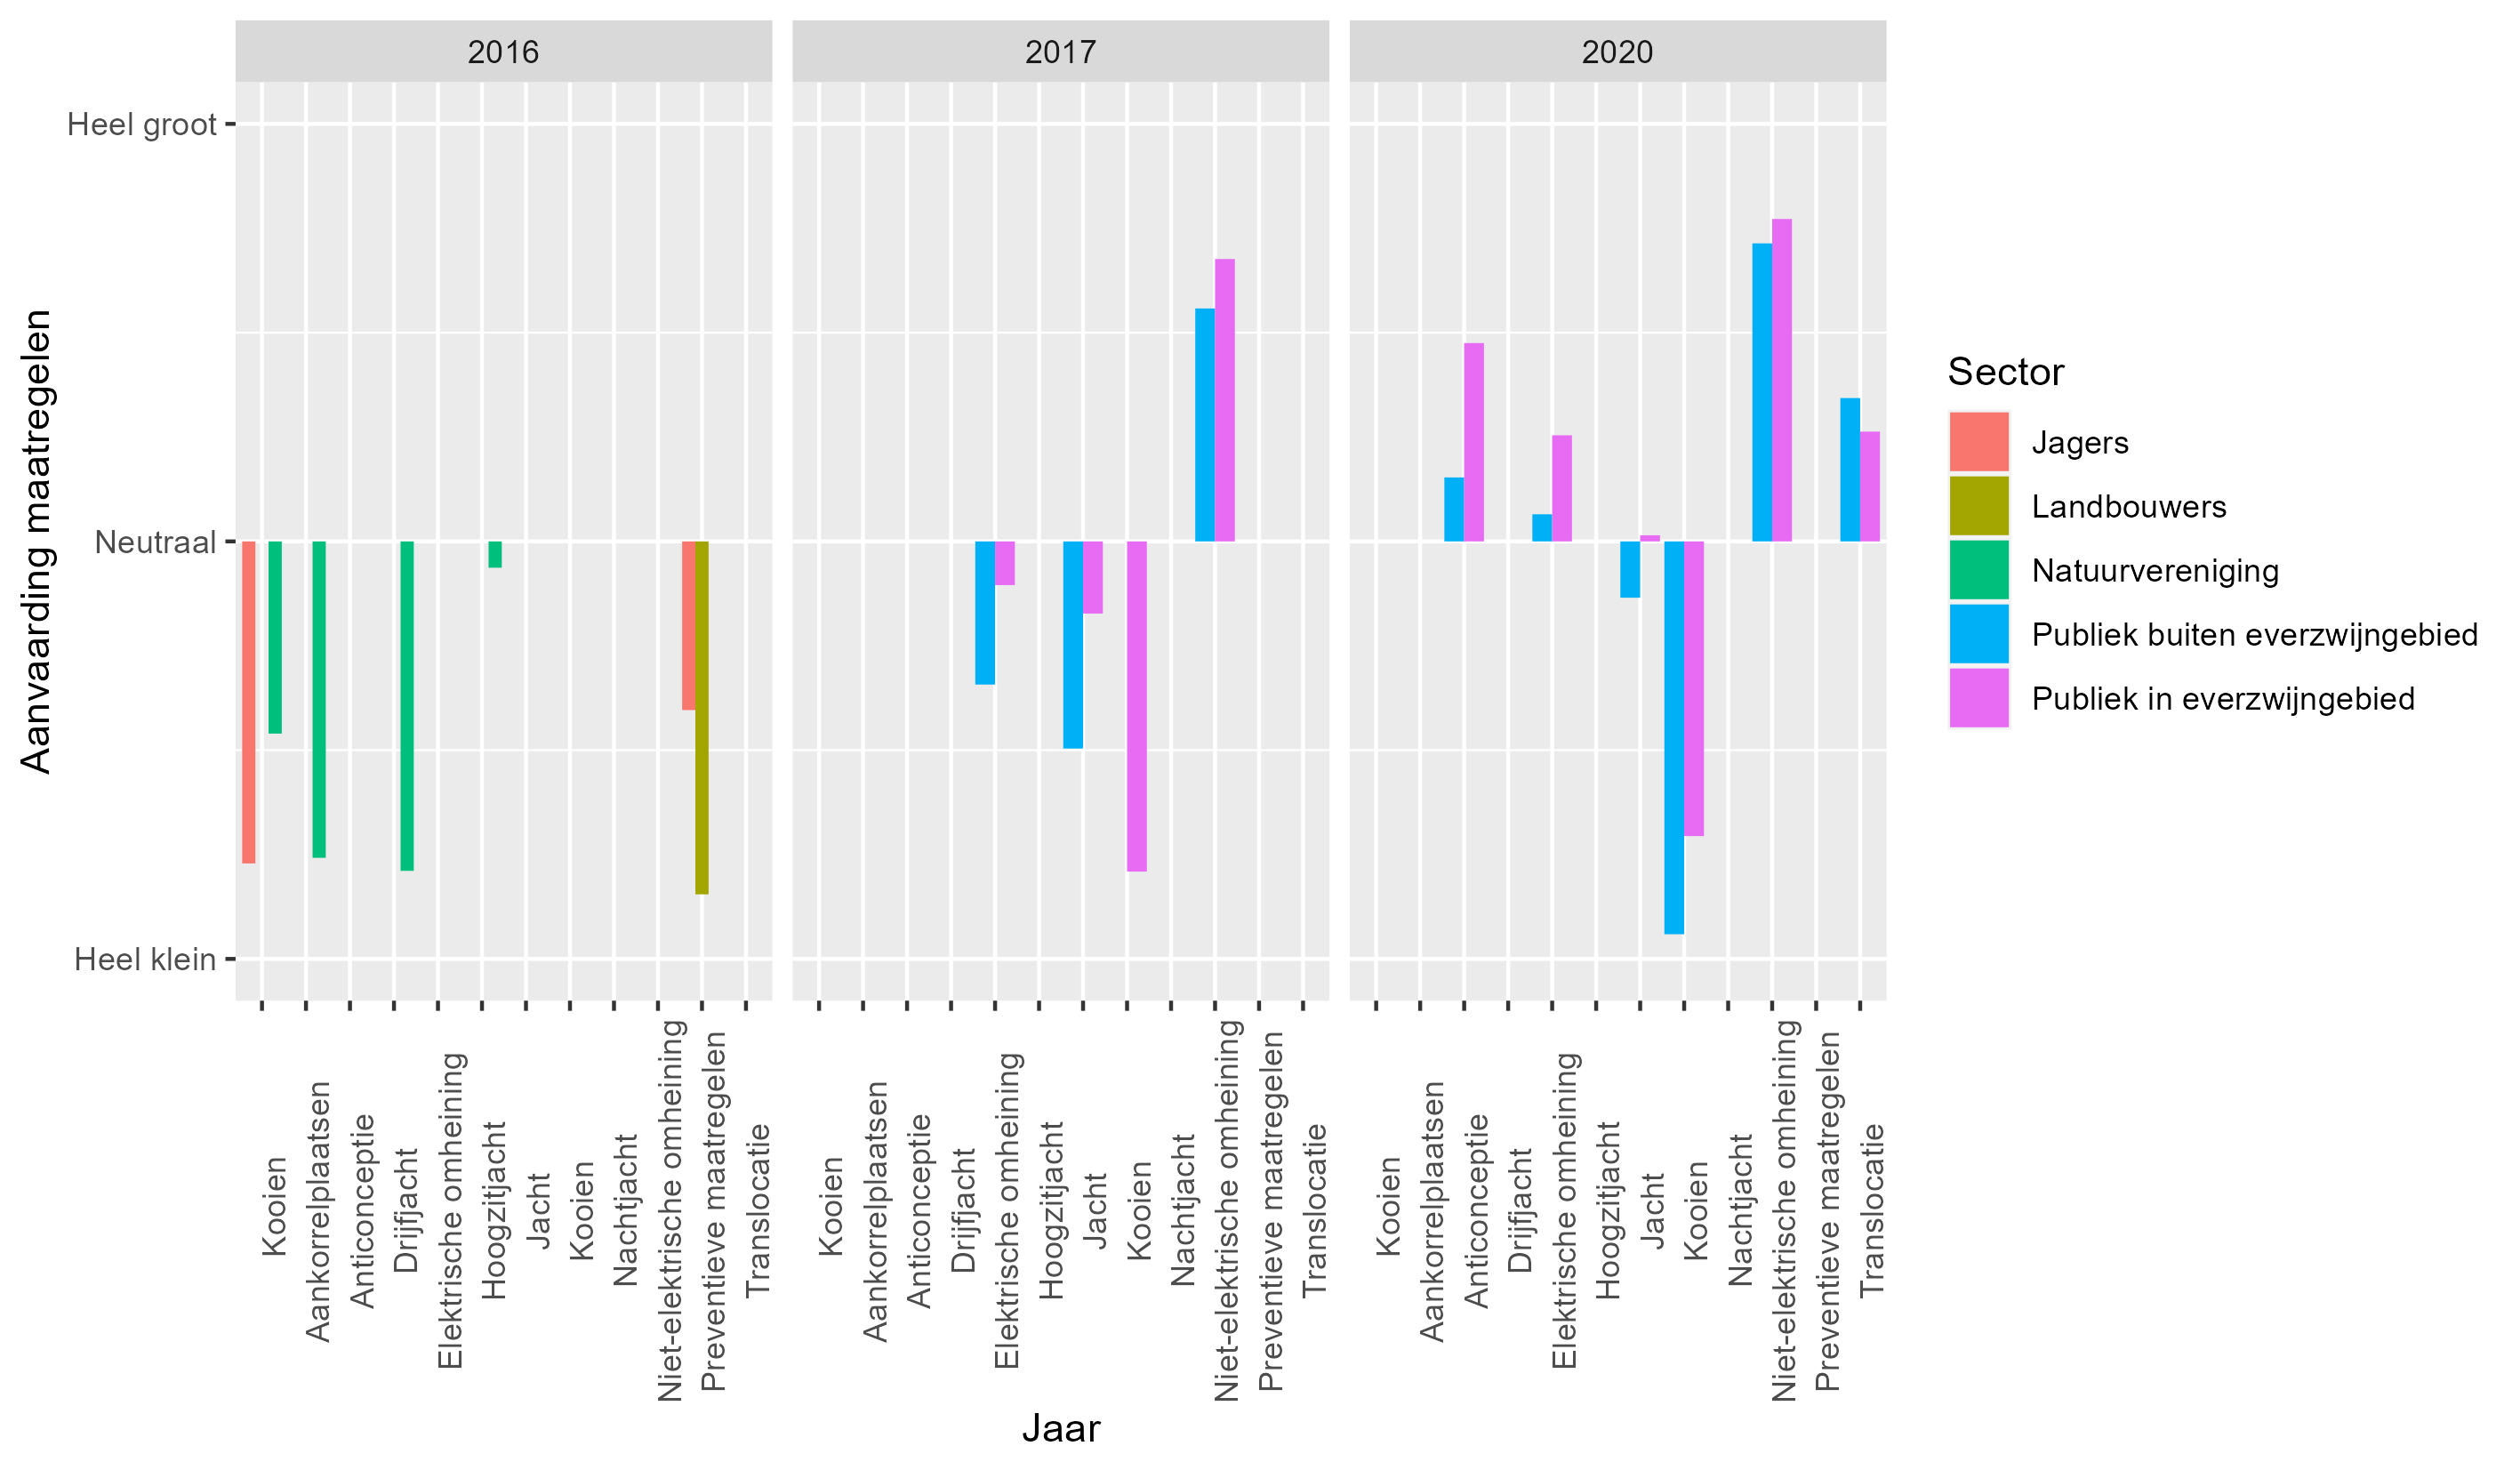 2016
2017
2020
Heel groot
Neutraal
Heel klein
Aanvaarding maatregelen
Kooien
Aankorrelplaatsen
Anticonceptie
Drijfjacht
Elektrische omheining
Hoogzitjacht
Jacht
Kooien
Nachtjacht
Niet-elektrische omheining
Preventieve maatregelen
Translocatie
Kooien
Aankorrelplaatsen
Anticonceptie
Drijfjacht
Elektrische omheining
Hoogzitjacht
Jacht
Kooien
Nachtjacht
Niet-elektrische omheining
Preventieve maatregelen
Translocatie
Kooien
Aankorrelplaatsen
Anticonceptie
Drijfjacht
Elektrische omheining
Hoogzitjacht
Jacht
Kooien
Nachtjacht
Niet-elektrische omheining
Preventieve maatregelen
Translocatie
Jaar
Sector
Jagers
Landbouwers
Natuurvereniging
Publiek buiten everzwijngebied
Publiek in everzwijngebied